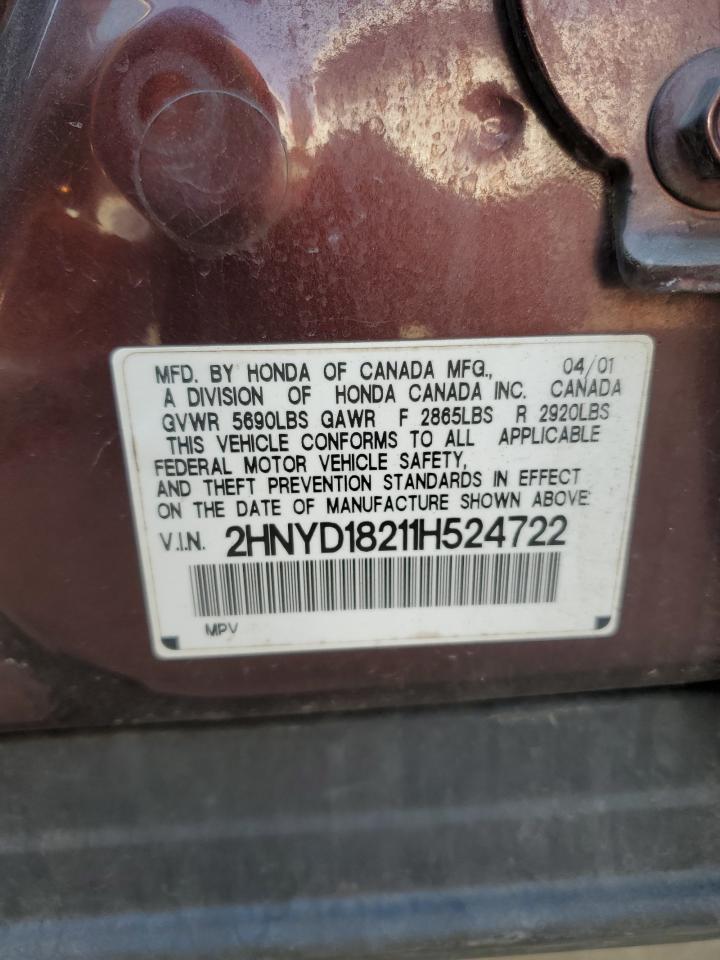 MFD. BY HONDA OF CANADA MFG., 04/01
A DIVISION OF HONDA CANADA INC. CANADA
GVWR 5690LBS GAWR F 2865LBS R 2920LBS
THIS VEHICLE CONFORMS TO ALL APPLICABLE
FEDERAL MOTOR VEHICLE SAFETY,
AND THEFT PREVENTION STANDARDS IN EFFECT
ON THE DATE OF MANUFACTURE SHOWN ABOVE.
V.I.N. 2HNYD18211H524722
MPV